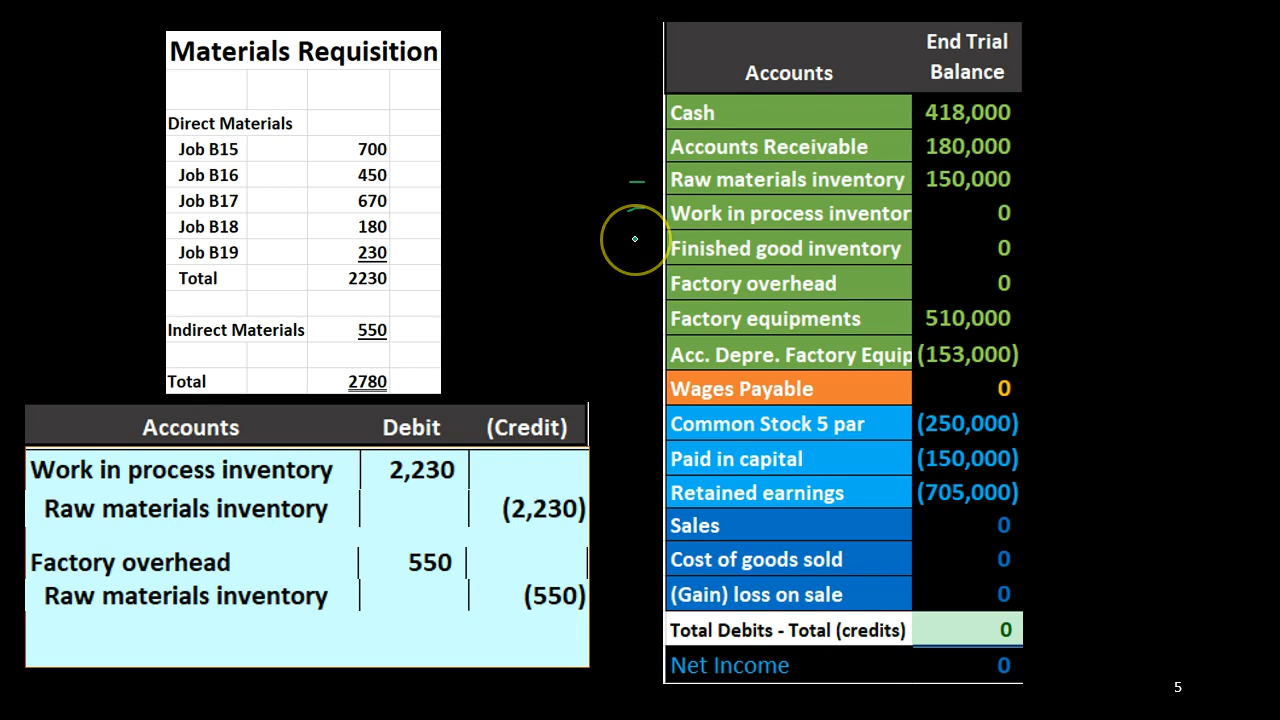 Materials Requisition
Direct Materials
Job B15 700
Job B16 450
Job B17 670
Job B18 180
Job B19 230
Total 2230
Indirect Materials 550
Total 2780
Accounts Debit (Credit)
Work in process inventory 2,230
Raw materials inventory (2,230)
Factory overhead 550
Raw materials inventory (550)
Accounts End Trial
Balance
Cash 418,000
Accounts Receivable 180,000
Raw materials inventory 150,000
Work in process inventor 0
Finished good inventory 0
Factory overhead 0
Factory equipments 510,000
Acc. Depre. Factory Equip (153,000)
Wages Payable 0
Common Stock 5 par (250,000)
Paid in capital (150,000)
Retained earnings (705,000)
Sales 0
Cost of goods sold 0
(Gain) loss on sale 0
Total Debits - Total (credits) 0
Net Income 0
5